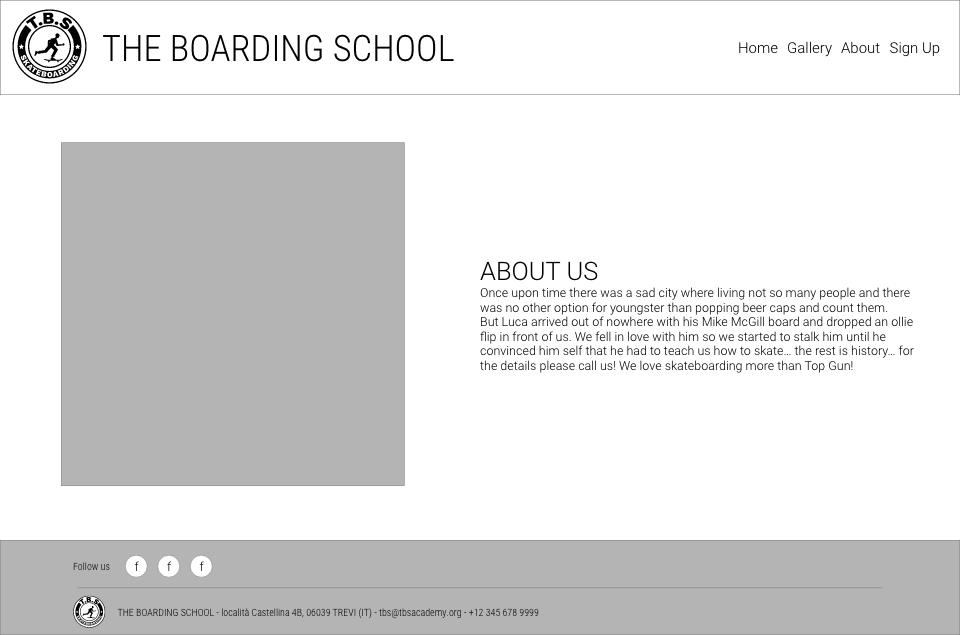 T.B.S
SKATEBOARDING
THE BOARDING SCHOOL
Home Gallery About Sign Up
ABOUT US
Once upon time there was a sad city where living not so many people and there
was no other option for youngster than popping beer caps and count them.
But Luca arrived out of nowhere with his Mike McGill board and dropped an ollie
flip in front of us. We fell in love with him so we started to stalk him until he
convinced him self that he had to teach us how to skate... the rest is history... for
the details please call us! We love skateboarding more than Top Gun!
Follow us f f f
T.B.S
SKATEBOARDING
THE BOARDING SCHOOL - località Castellina 4B, 06039 TREVI (IT) - tbs@tbsacademy.org - +12 345 678 9999